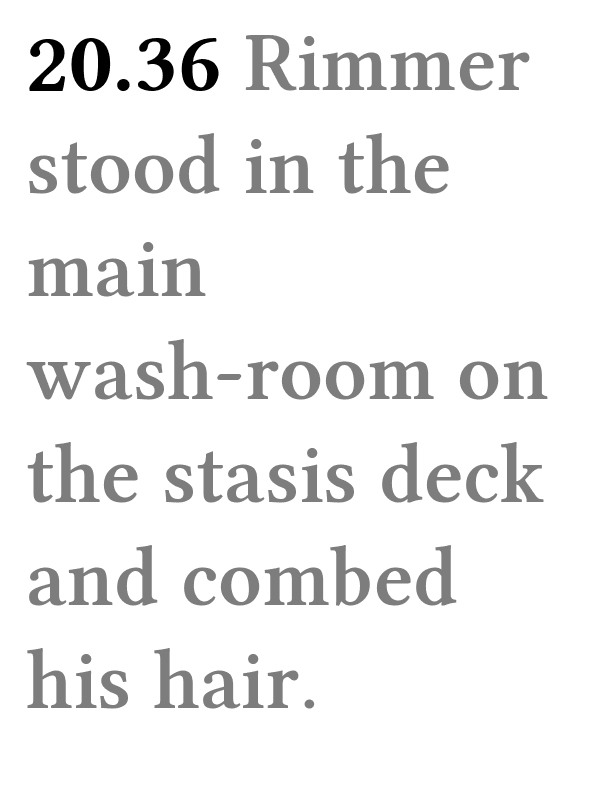 20.36 Rimmer
stood in the
main
wash-room on
the stasis deck
and combed
his hair.